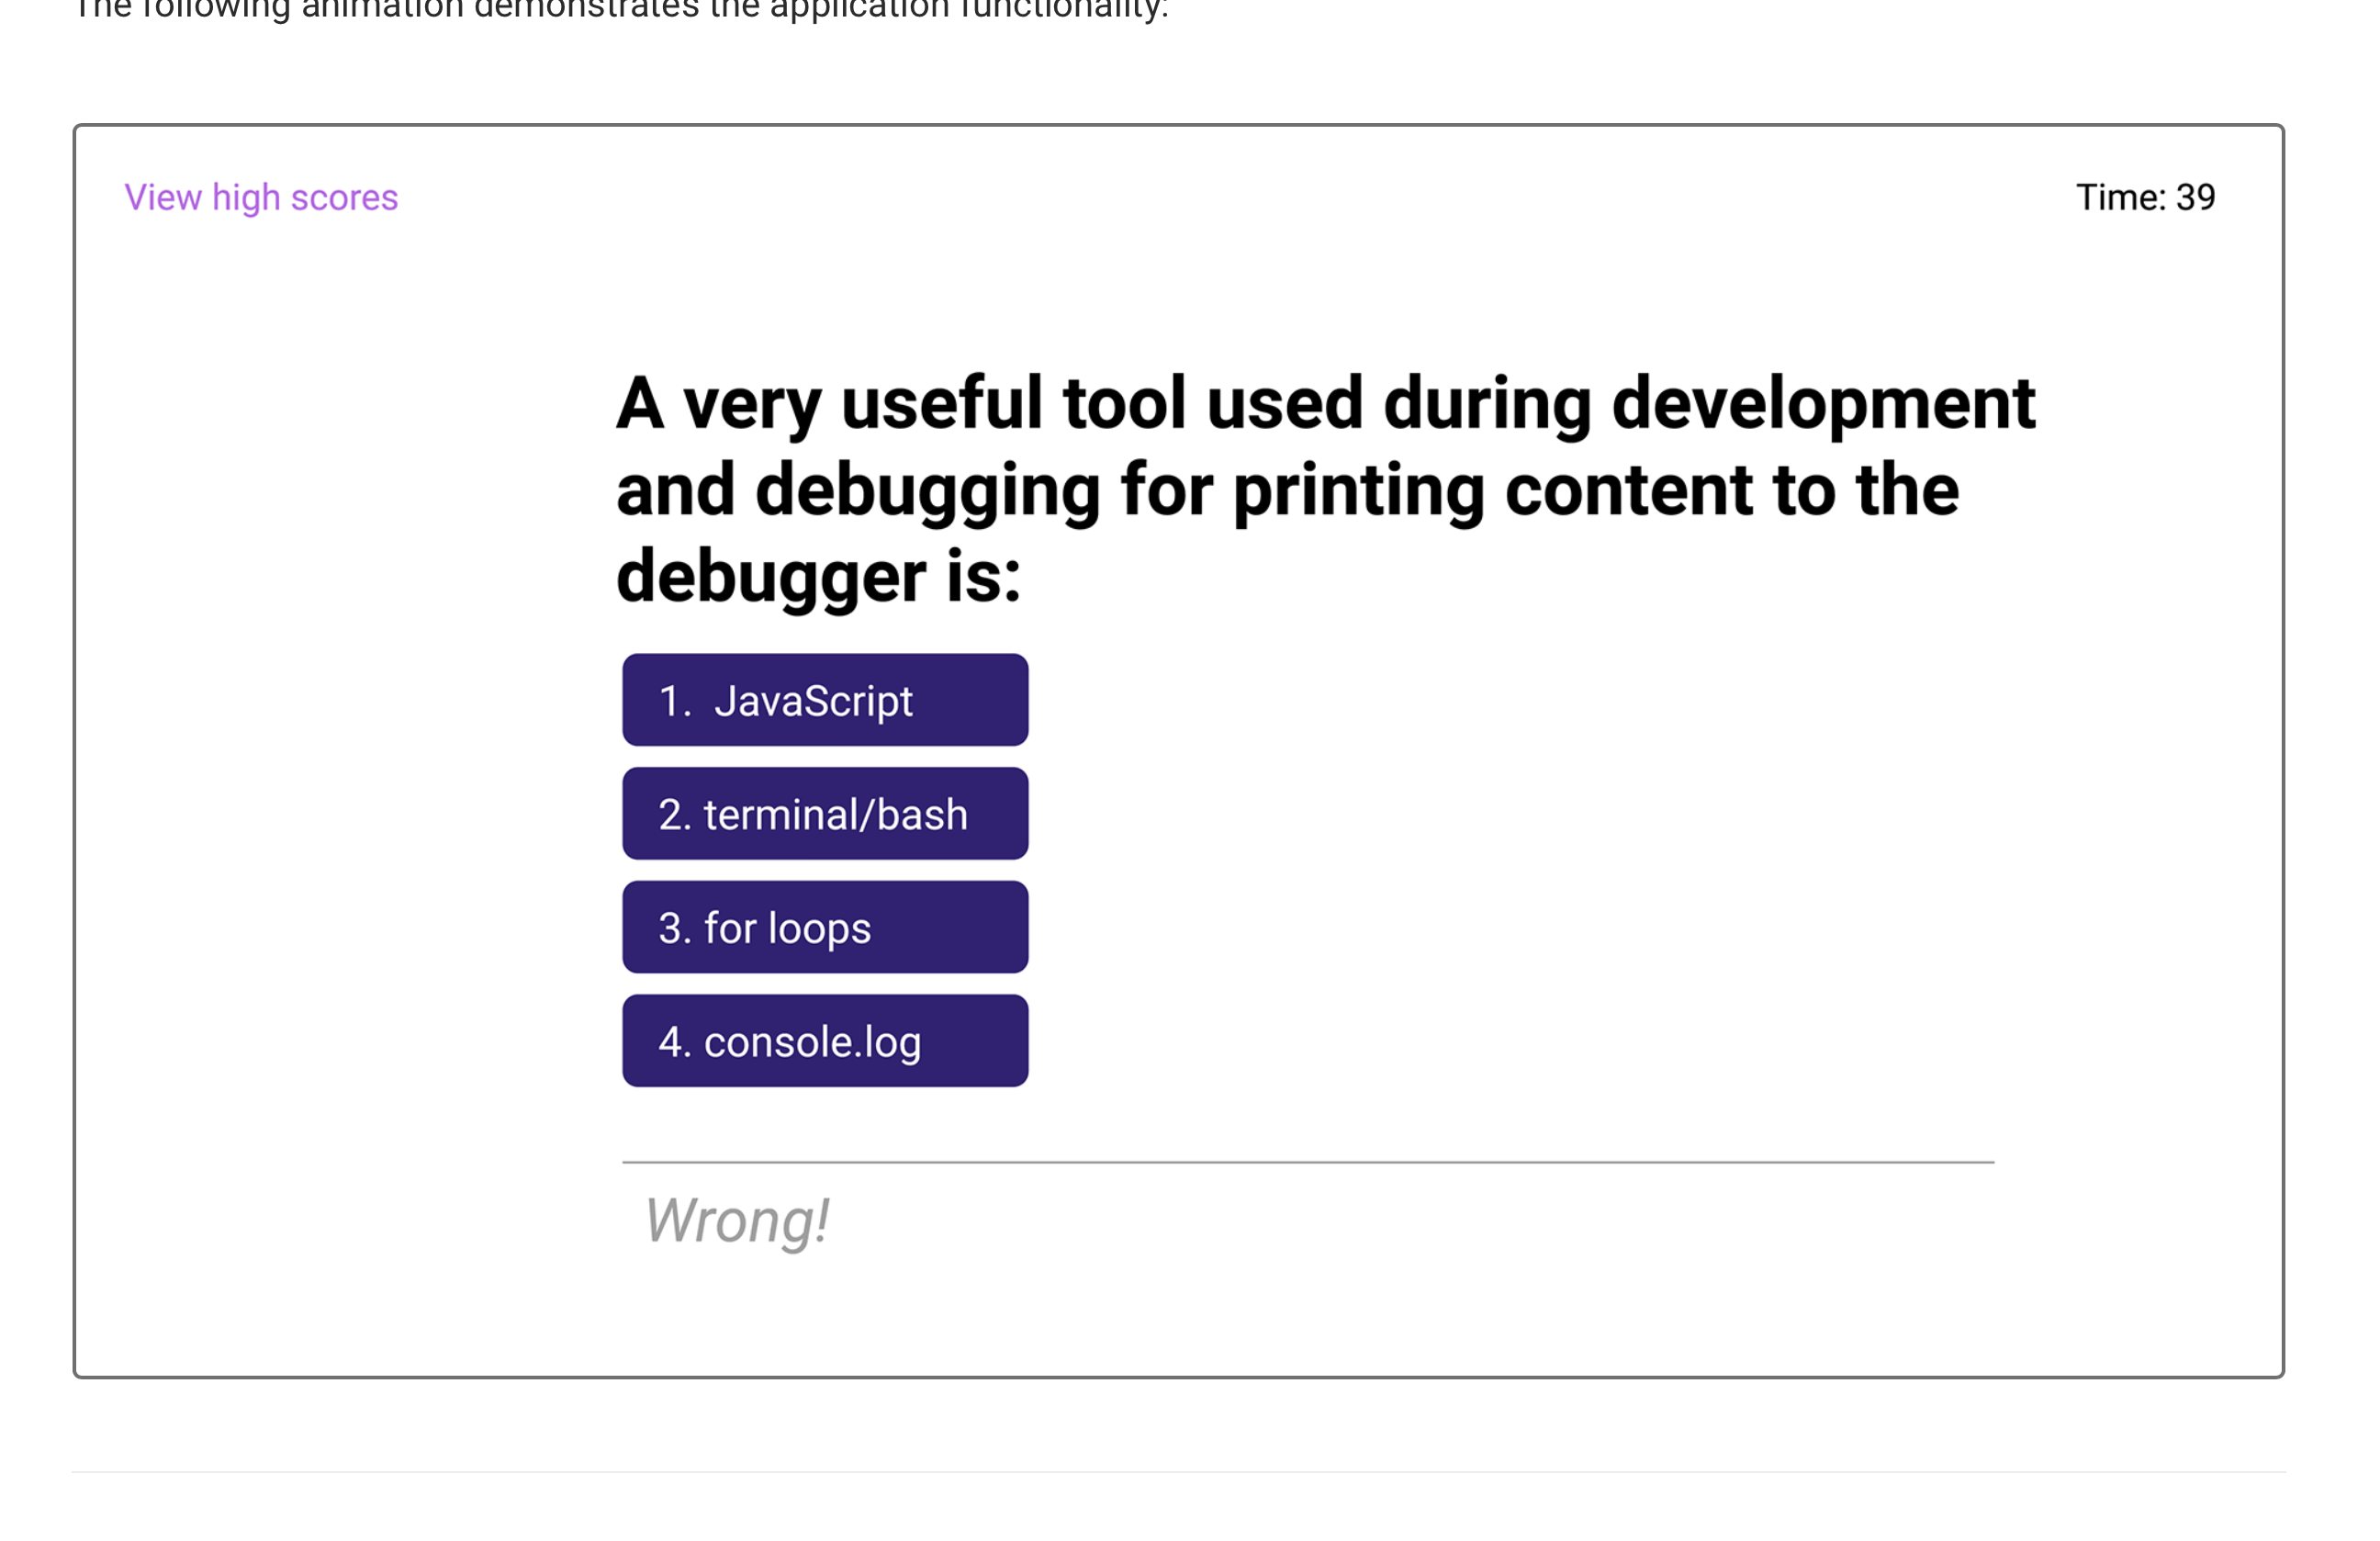 The following animation demonstrates the application functionality:
View high scores
Time: 39
A very useful tool used during development
and debugging for printing content to the
debugger is:
1. JavaScript
2. terminal/bash
3. for loops
4. console.log
Wrong!